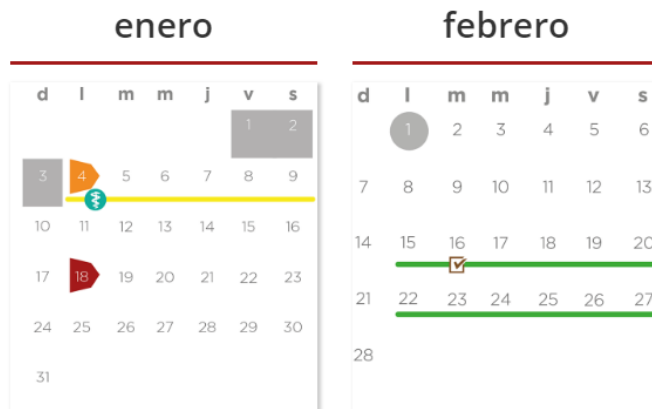 enero
d l m m j v s
1 2
3 4 5 6 7 8 9
10 11 12 13 14 15 16
17 18 19 20 21 22 23
24 25 26 27 28 29 30
31
febrero
d l m m j v s
1 2 3 4 5 6
7 8 9 10 11 12 13
14 15 16 17 18 19 20
21 22 23 24 25 26 27
28